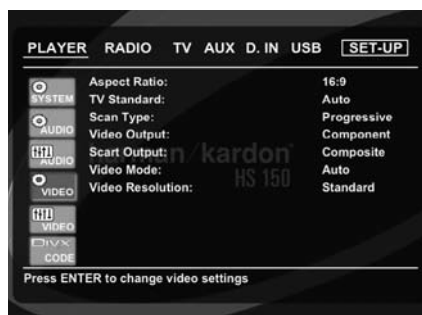 PLAYER RADIO TV AUX D. IN USB SET-UP
SYSTEM
AUDIO
AUDIO
VIDEO
VIDEO
DIVX
CODE
Aspect Ratio: 16:9
TV Standard: Auto
Scan Type: Progressive
Video Output: Component
Scart Output: Composite
Video Mode: Auto
Video Resolution: Standard
harman/kardon
HS 150
Press ENTER to change video settings